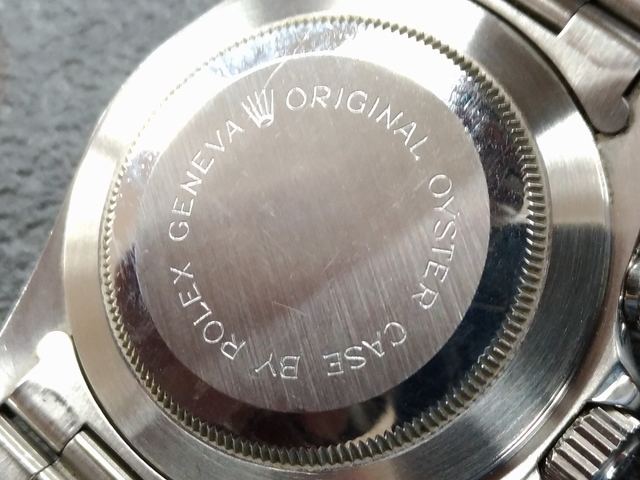 ORIGINAL OYSTER CASE BY ROLEX GENEVA